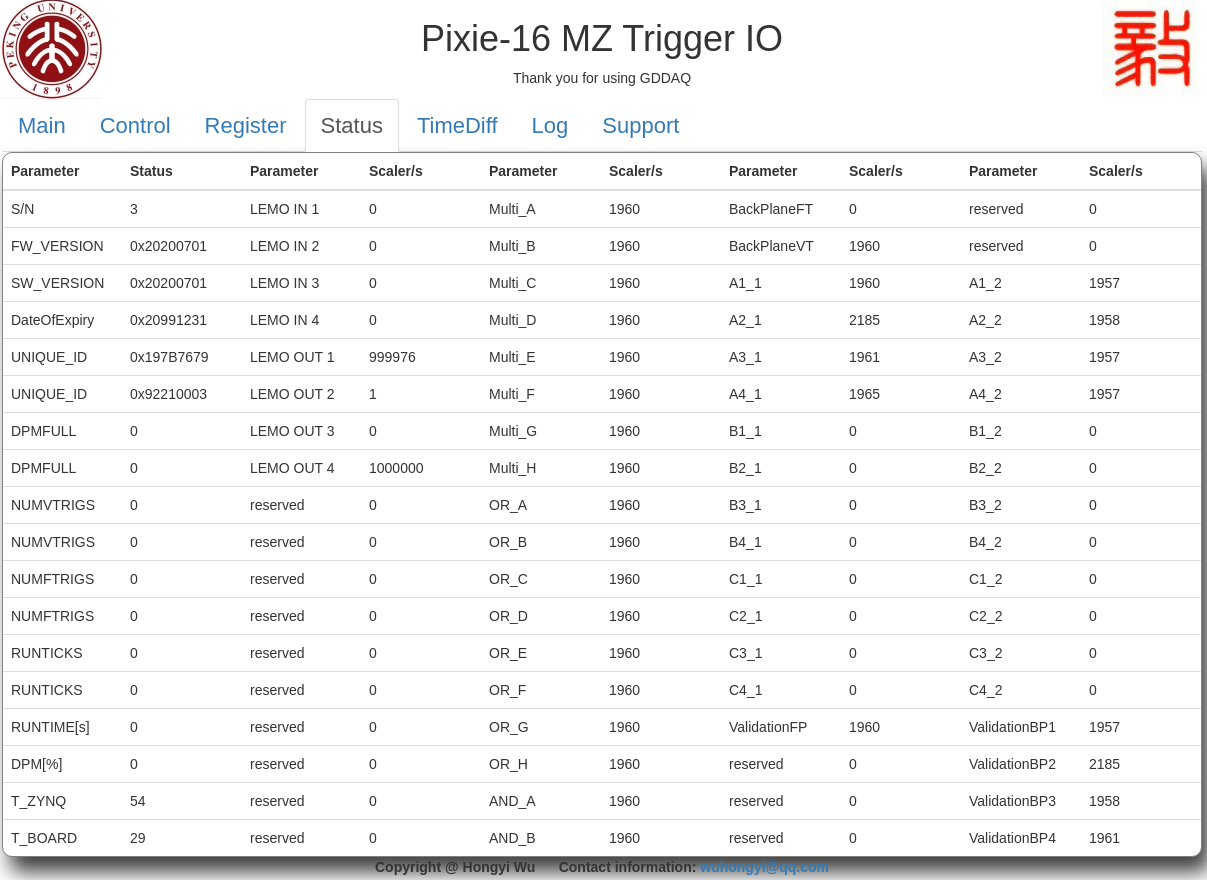 PEKING UNIVERSITY
1898
Pixie-16 MZ Trigger IO
Thank you for using GDDAQ
毅
Main Control Register Status TimeDiff Log Support
Parameter Status Parameter Scaler/s Parameter Scaler/s Parameter Scaler/s Parameter Scaler/s
S/N 3 LEMO IN 1 0 Multi_A 1960 BackPlaneFT 0 reserved 0
FW_VERSION 0x20200701 LEMO IN 2 0 Multi_B 1960 BackPlaneVT 1960 reserved 0
SW_VERSION 0x20200701 LEMO IN 3 0 Multi_C 1960 A1_1 1960 A1_2 1957
DateOfExpiry 0x20991231 LEMO IN 4 0 Multi_D 1960 A2_1 2185 A2_2 1958
UNIQUE_ID 0x197B7679 LEMO OUT 1 999976 Multi_E 1960 A3_1 1961 A3_2 1957
UNIQUE_ID 0x92210003 LEMO OUT 2 1 Multi_F 1960 A4_1 1965 A4_2 1957
DPMFULL 0 LEMO OUT 3 0 Multi_G 1960 B1_1 0 B1_2 0
DPMFULL 0 LEMO OUT 4 1000000 Multi_H 1960 B2_1 0 B2_2 0
NUMVTRIGS 0 reserved 0 OR_A 1960 B3_1 0 B3_2 0
NUMVTRIGS 0 reserved 0 OR_B 1960 B4_1 0 B4_2 0
NUMFTRIGS 0 reserved 0 OR_C 1960 C1_1 0 C1_2 0
NUMFTRIGS 0 reserved 0 OR_D 1960 C2_1 0 C2_2 0
RUNTICKS 0 reserved 0 OR_E 1960 C3_1 0 C3_2 0
RUNTICKS 0 reserved 0 OR_F 1960 C4_1 0 C4_2 0
RUNTIME[s] 0 reserved 0 OR_G 1960 ValidationFP 1960 ValidationBP1 1957
DPM[%] 0 reserved 0 OR_H 1960 reserved 0 ValidationBP2 2185
T_ZYNQ 54 reserved 0 AND_A 1960 reserved 0 ValidationBP3 1958
T_BOARD 29 reserved 0 AND_B 1960 reserved 0 ValidationBP4 1961
Copyright @ Hongyi Wu Contact information: wuhongyi@qq.com